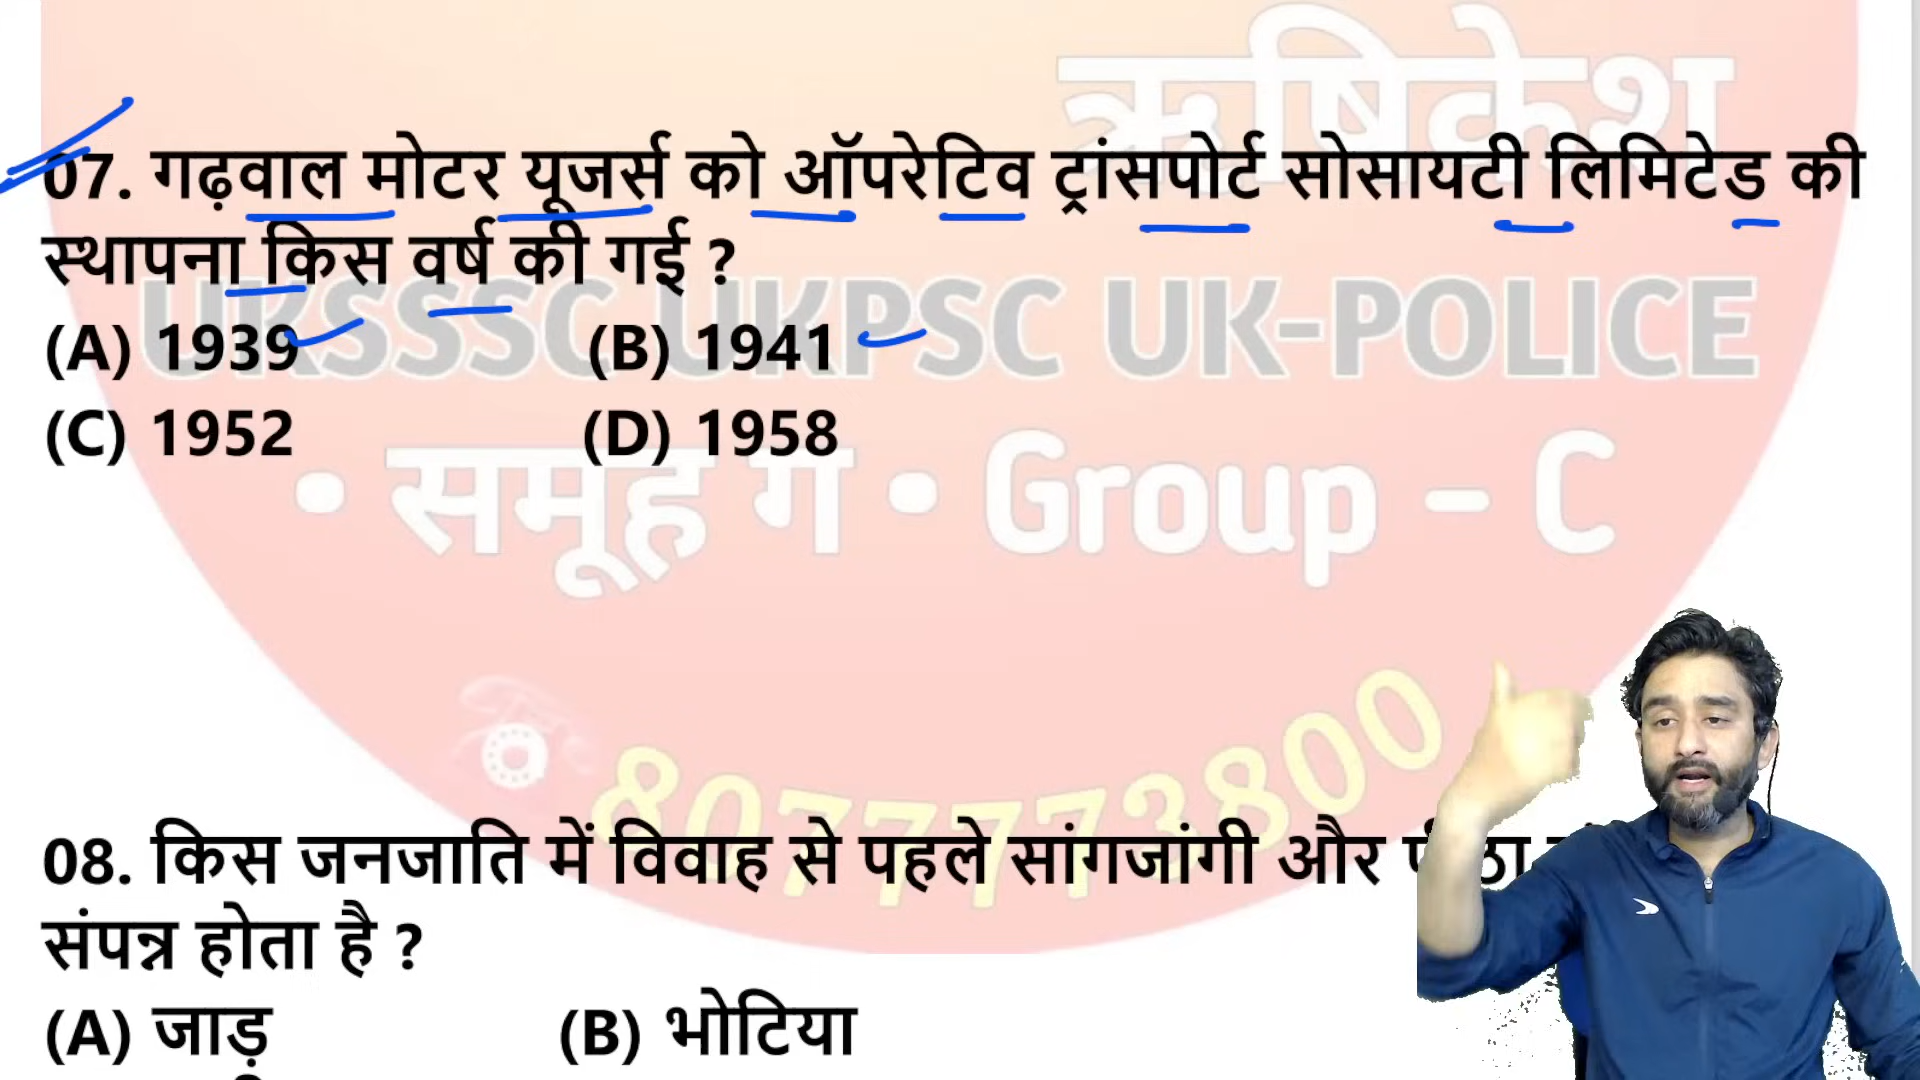 ऋषिकेश
07. गढ़वाल मोटर यूजर्स को ऑपरेटिव ट्रांसपोर्ट सोसायटी लिमिटेड की
स्थापना किस वर्ष की गई ?
UKSSSC UKPSC UK-POLICE
(A) 1939 (B) 1941
(C) 1952 (D) 1958
• समूह ग • Group - C
8077773800
08. किस जनजाति में विवाह से पहले सांगजांगी और
संपन्न होता है ?
(A) जाड़ (B) भोटिया